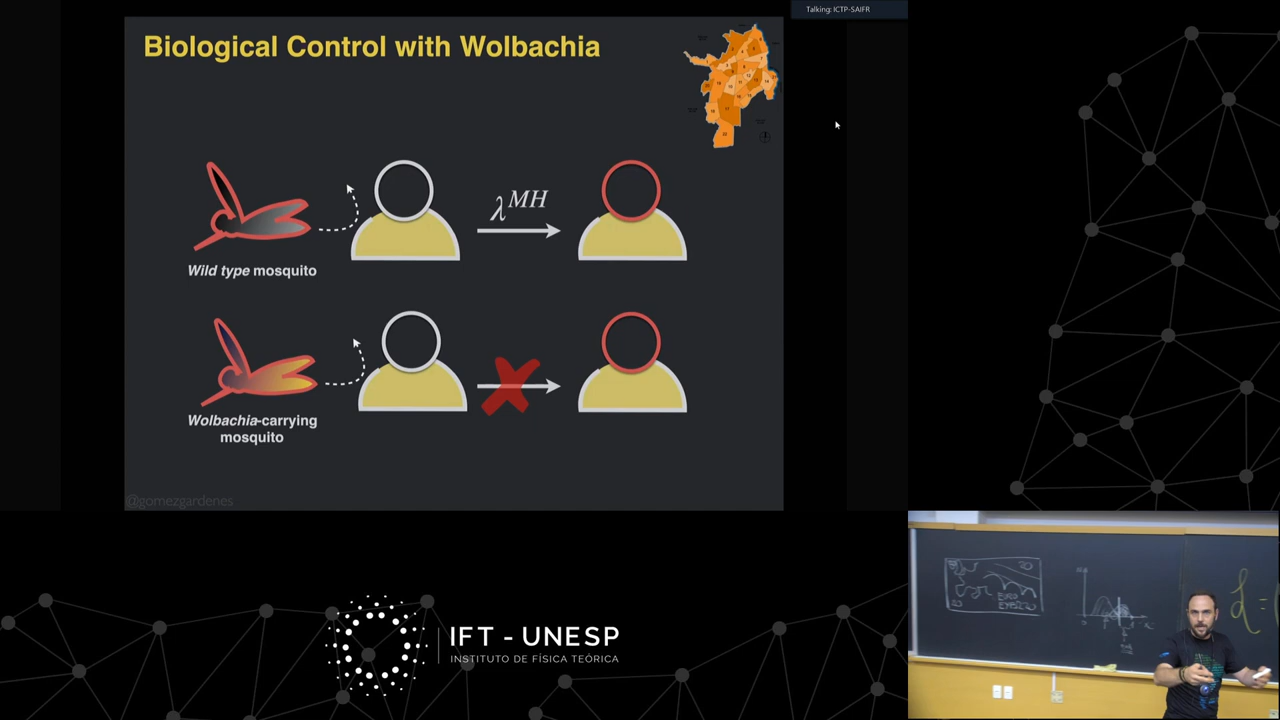 Talking: ICTP-SAIFR
Biological Control with Wolbachia
λ^MH
Wild type mosquito
Wolbachia-carrying
mosquito
@gomezgardenes
IFT - UNESP
INSTITUTO DE FÍSICA TEÓRICA